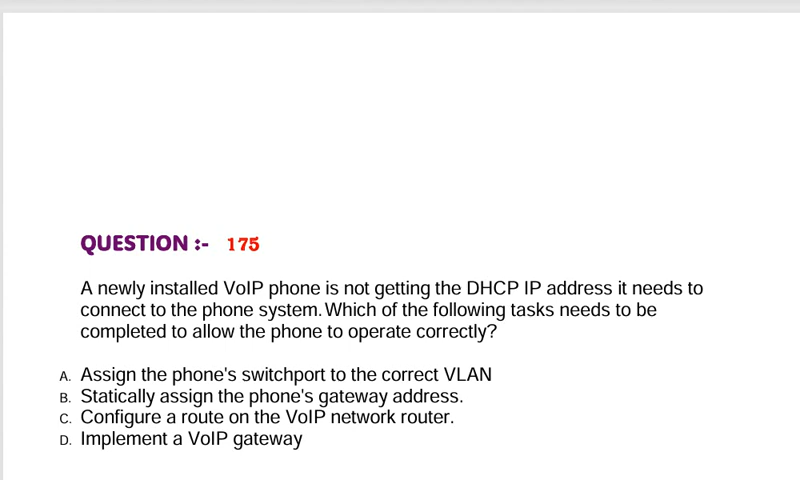 QUESTION :- 175
A newly installed VoIP phone is not getting the DHCP IP address it needs to
connect to the phone system. Which of the following tasks needs to be
completed to allow the phone to operate correctly?
A. Assign the phone's switchport to the correct VLAN
B. Statically assign the phone's gateway address.
C. Configure a route on the VoIP network router.
D. Implement a VoIP gateway